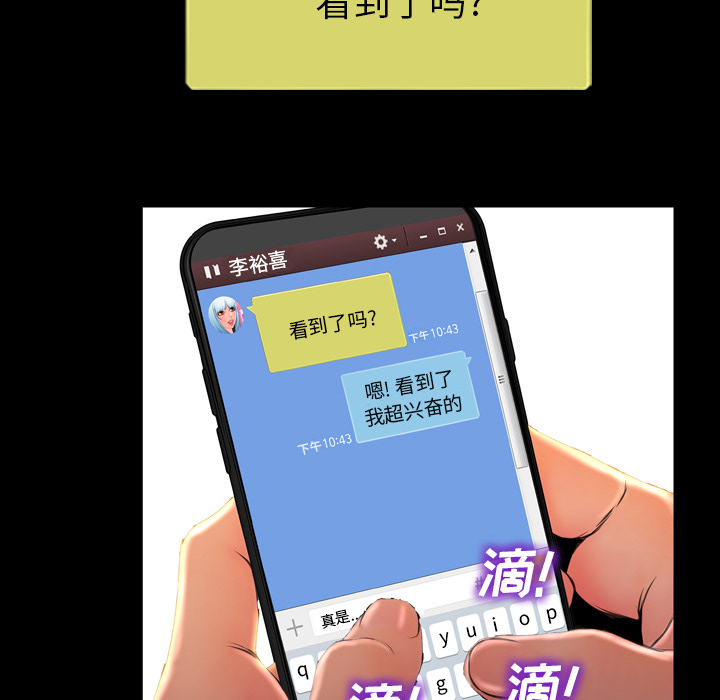 看到了吗?
李裕喜
看到了吗?
下午10:43
嗯! 看到了
我超兴奋的
下午10:43
滴!
真是...
q
y u i o p
g
滴!
滴!